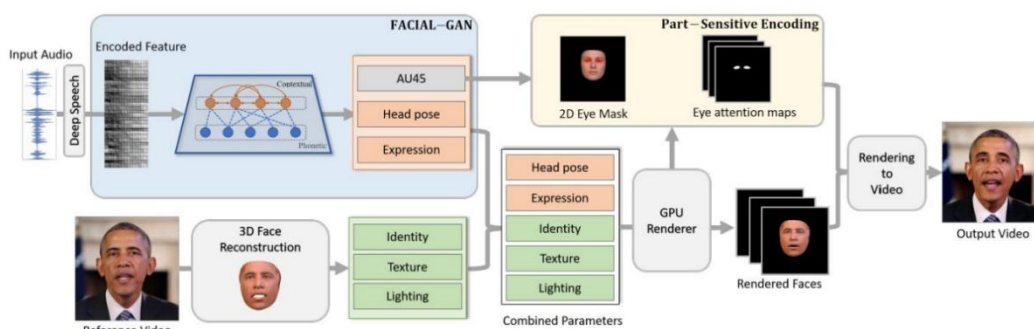 FACIAL–GAN
Part – Sensitive Encoding
Input Audio
Encoded Feature
Deep Speech
Contextual
Phonetic
AU45
Head pose
Expression
2D Eye Mask
Eye attention maps
Head pose
Expression
Identity
Texture
Lighting
GPU
Renderer
Rendering
to
Video
Output Video
3D Face
Reconstruction
Identity
Texture
Lighting
Rendered Faces
Reference Video
Combined Parameters